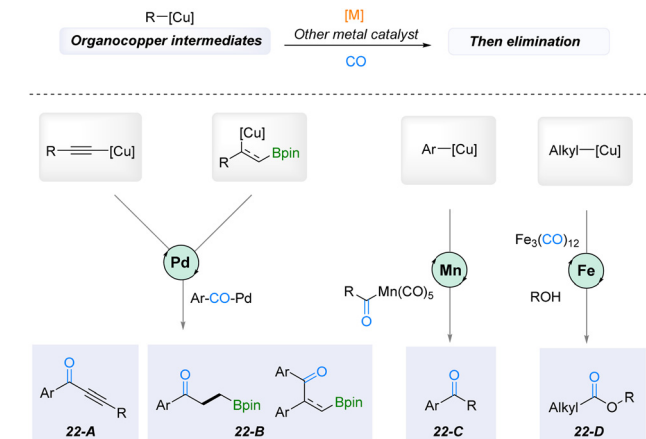 R—[Cu]
Organocopper intermediates
[M]
Other metal catalyst
CO
Then elimination
R [Cu]
[Cu]
R Bpin
Ar—[Cu]
Alkyl—[Cu]
Pd
Ar-CO-Pd
Mn
R Mn(CO)5
O
Fe3(CO)12
Fe
ROH
O
Ar
R
22-A
O
Ar Bpin
Ar O
Ar Bpin
22-B
O
Ar R
22-C
O
Alkyl O R
22-D